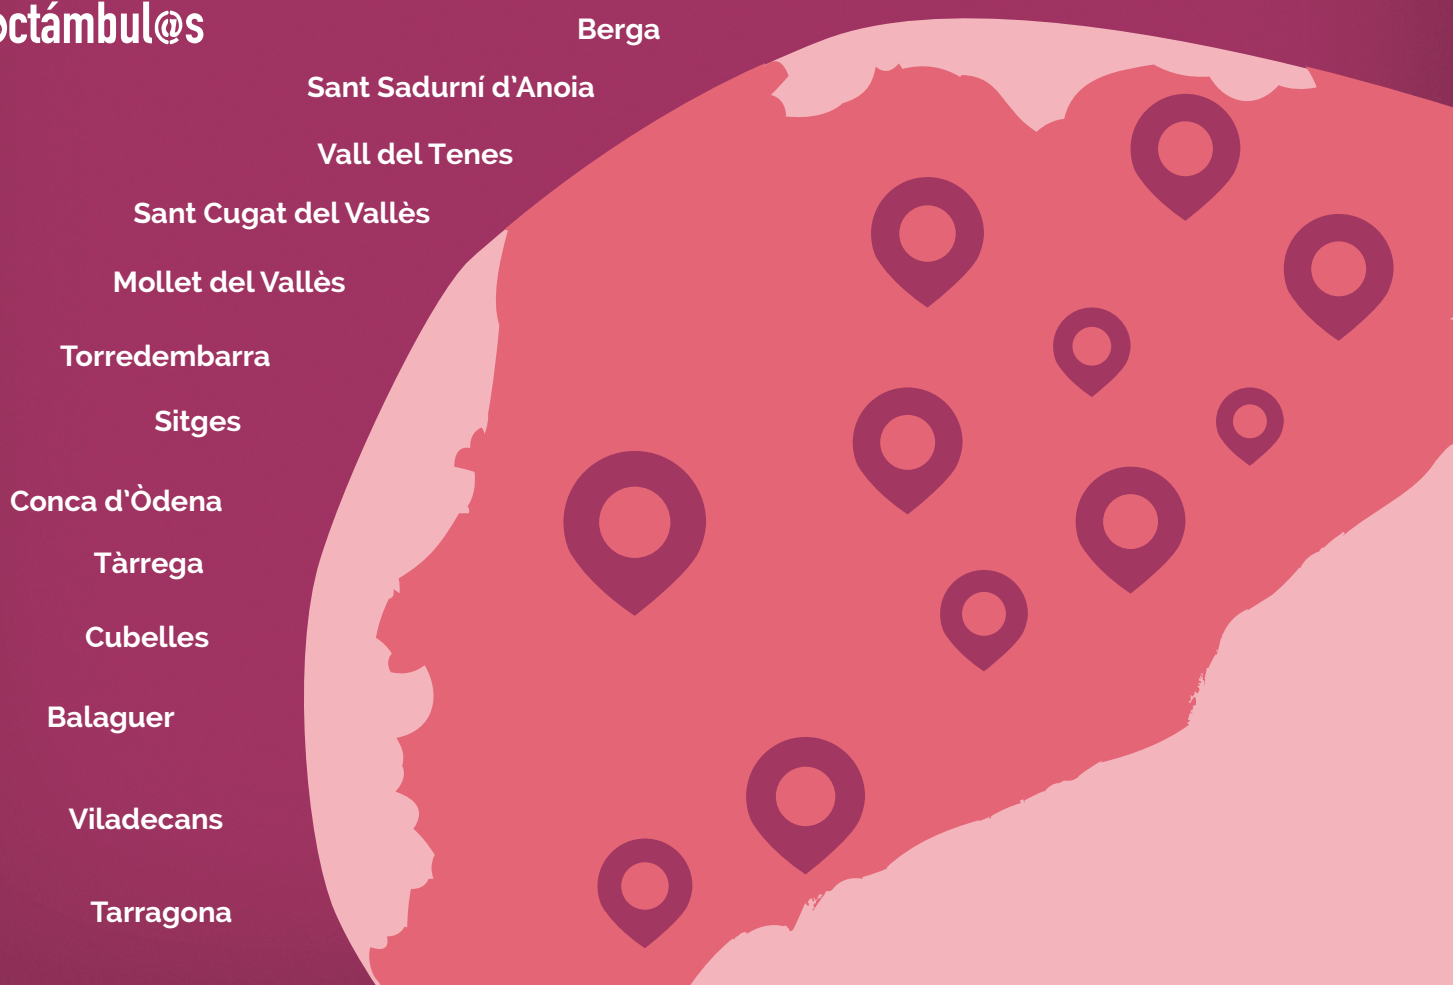 octámbul@s
Berga
Sant Sadurní d’Anoia
Vall del Tenes
Sant Cugat del Vallès
Mollet del Vallès
Torredembarra
Sitges
Conca d’Òdena
Tàrrega
Cubelles
Balaguer
Viladecans
Tarragona